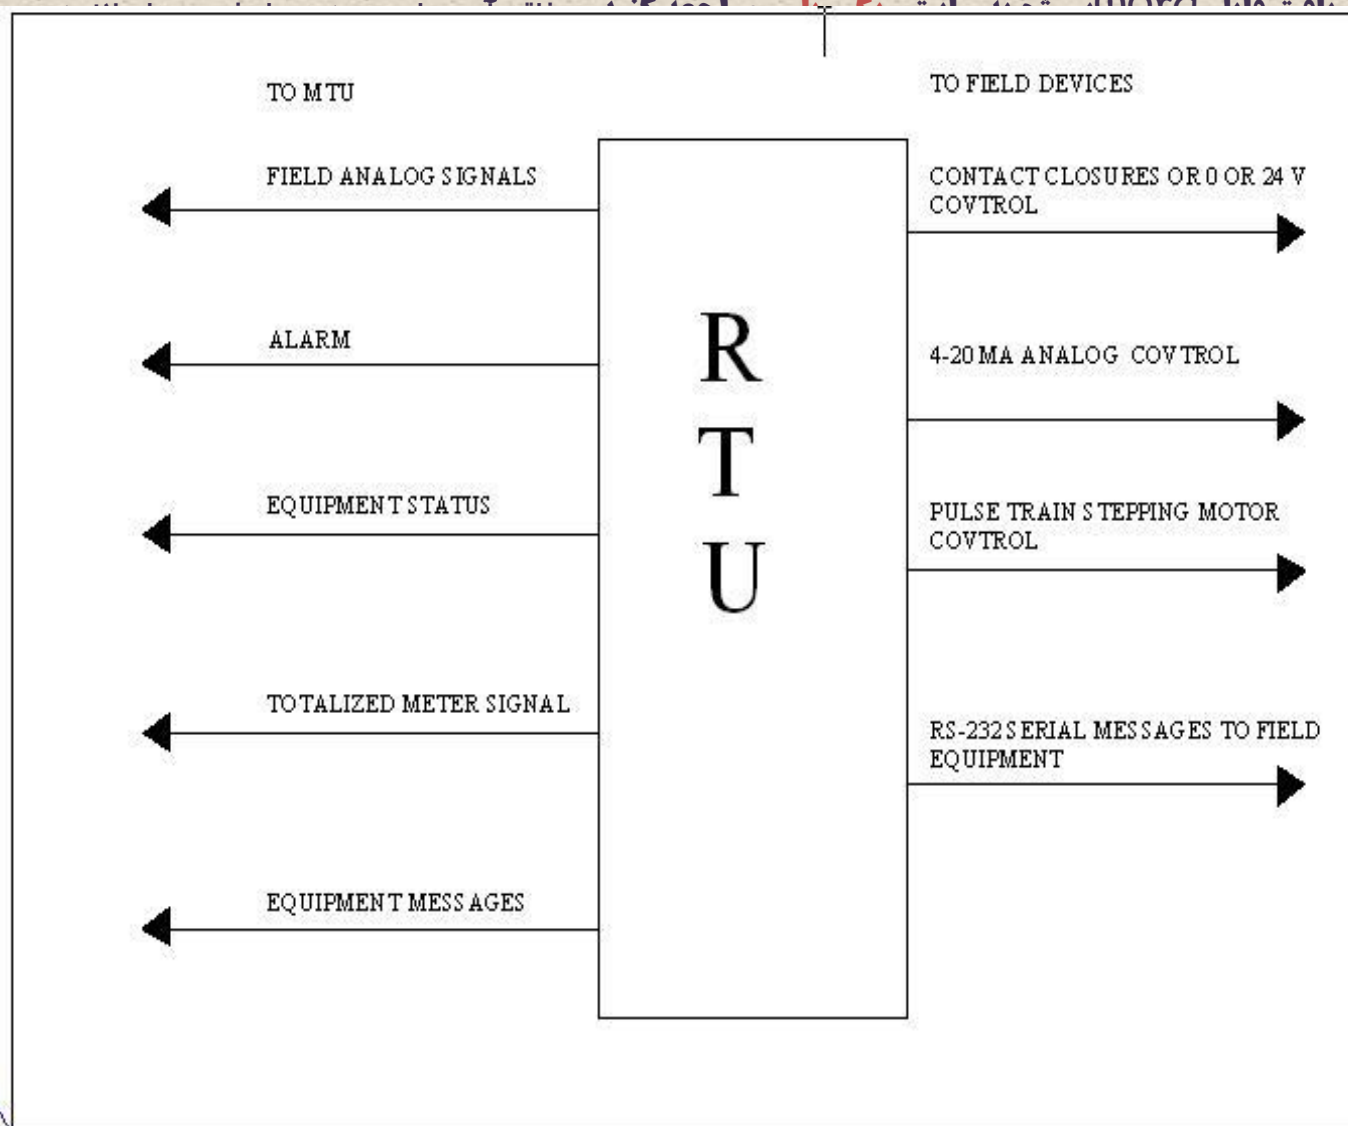 TO MTU
TO FIELD DEVICES
FIELD ANALOG SIGNALS
ALARM
EQUIPMENT STATUS
TOTALIZED METER SIGNAL
EQUIPMENT MESSAGES
R
T
U
CONTACT CLOSURES OR 0 OR 24 V
COVTROL
4-20 MA ANALOG COVTROL
PULSE TRAIN STEPPING MOTOR
COVTROL
RS-232 SERIAL MESSAGES TO FIELD
EQUIPMENT